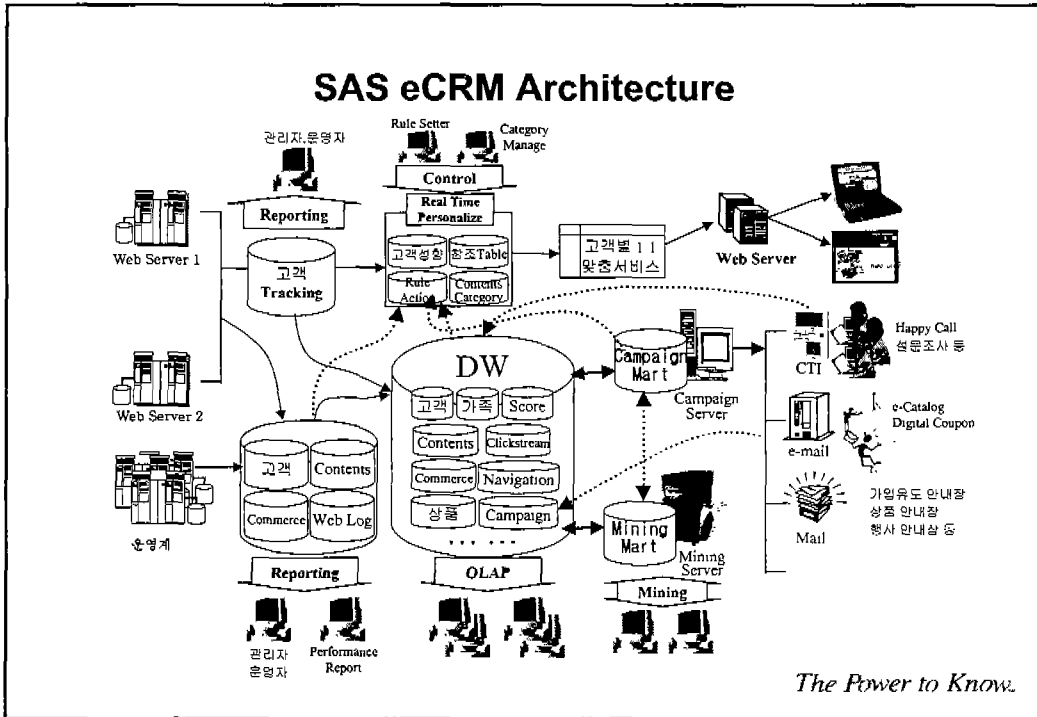 SAS eCRM Architecture
관리자,운영자
Rule Setter
Category
Manage
Control
Reporting
Real Time
Personalize
Web Server 1
고객
Tracking
고객성향
참조Table
Rule
Action
Contents
Category
고객별 1 1
맞춤서비스
Web Server
DW
고객
가족
Score
Contents
Clickstream
Commerce
Navigation
상품
Campaign
Campaign
Mart
Campaign
Server
CTI
Happy Call
설문조사 등
e-mail
e-Catalog
Digital Coupon
Mail
가입유도 안내장
상품 안내장
행사 안내장 등
Web Server 2
고객
Contents
Commerce
Web Log
운영계
Mining
Mart
Mining
Server
Reporting
OLAP
Mining
관리자
운영자
Performance
Report
The Power to Know.